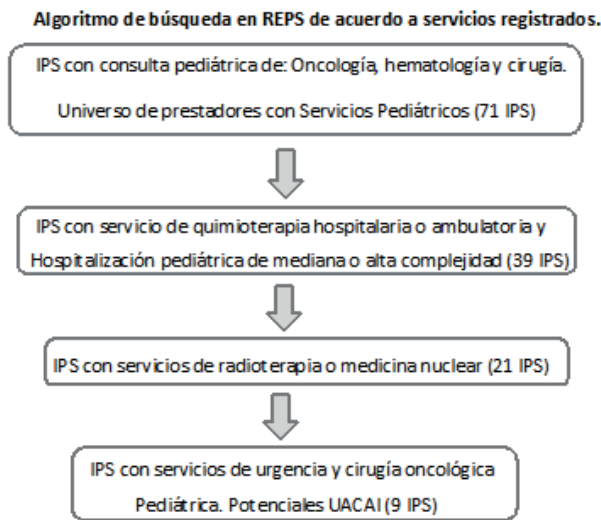 Algoritmo de búsqueda en REPS de acuerdo a servicios registrados.
IPS con consulta pediátrica de: Oncología, hematología y cirugía.
Universo de prestadores con Servicios Pediátricos (71 IPS)
IPS con servicio de quimioterapia hospitalaria o ambulatoria y
Hospitalización pediátrica de mediana o alta complejidad (39 IPS)
IPS con servicios de radioterapia o medicina nuclear (21 IPS)
IPS con servicios de urgencia y cirugía oncológica
Pediátrica. Potenciales UACAI (9 IPS)